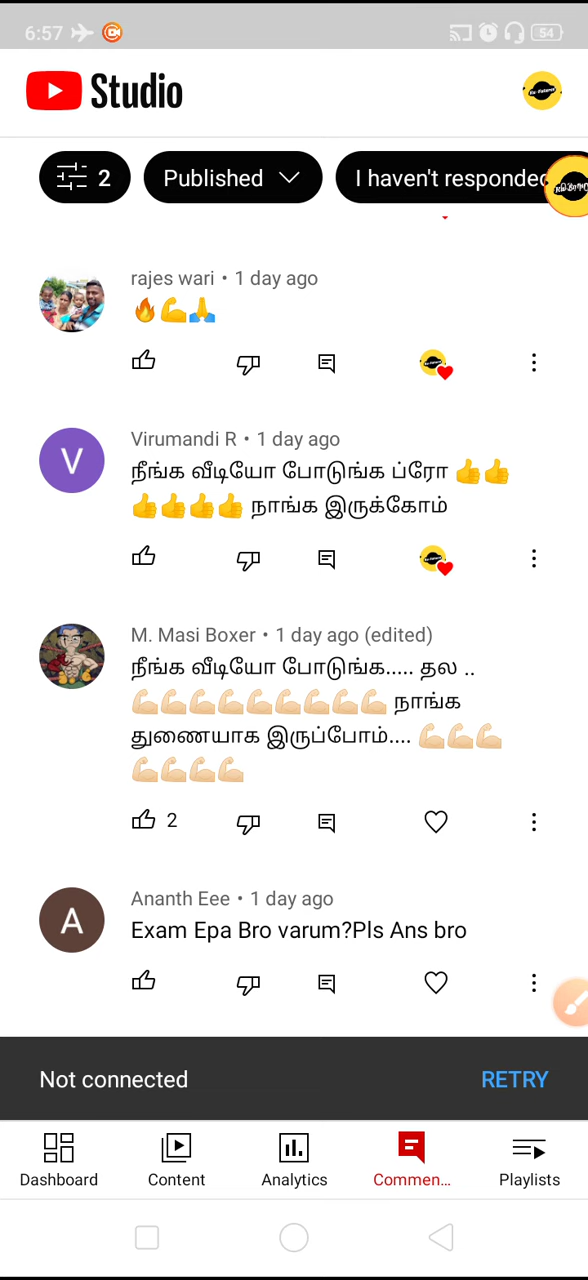 6:57
54
Studio
2
Published
I haven't responded
rajes wari • 1 day ago
🔥💪🙏
V
Virumandi R • 1 day ago
நீங்க வீடியோ போடுங்க ப்ரோ 👍👍
👍👍👍👍 நாங்க இருக்கோம்
M. Masi Boxer • 1 day ago (edited)
நீங்க வீடியோ போடுங்க..... தல ..
💪🏻💪🏻💪🏻💪🏻💪🏻💪🏻💪🏻💪🏻💪🏻 நாங்க
துணையாக இருப்போம்.... 💪🏻💪🏻💪🏻
💪🏻💪🏻💪🏻💪🏻
2
A
Ananth Eee • 1 day ago
Exam Epa Bro varum?Pls Ans bro
Not connected
RETRY
Dashboard
Content
Analytics
Commen...
Playlists